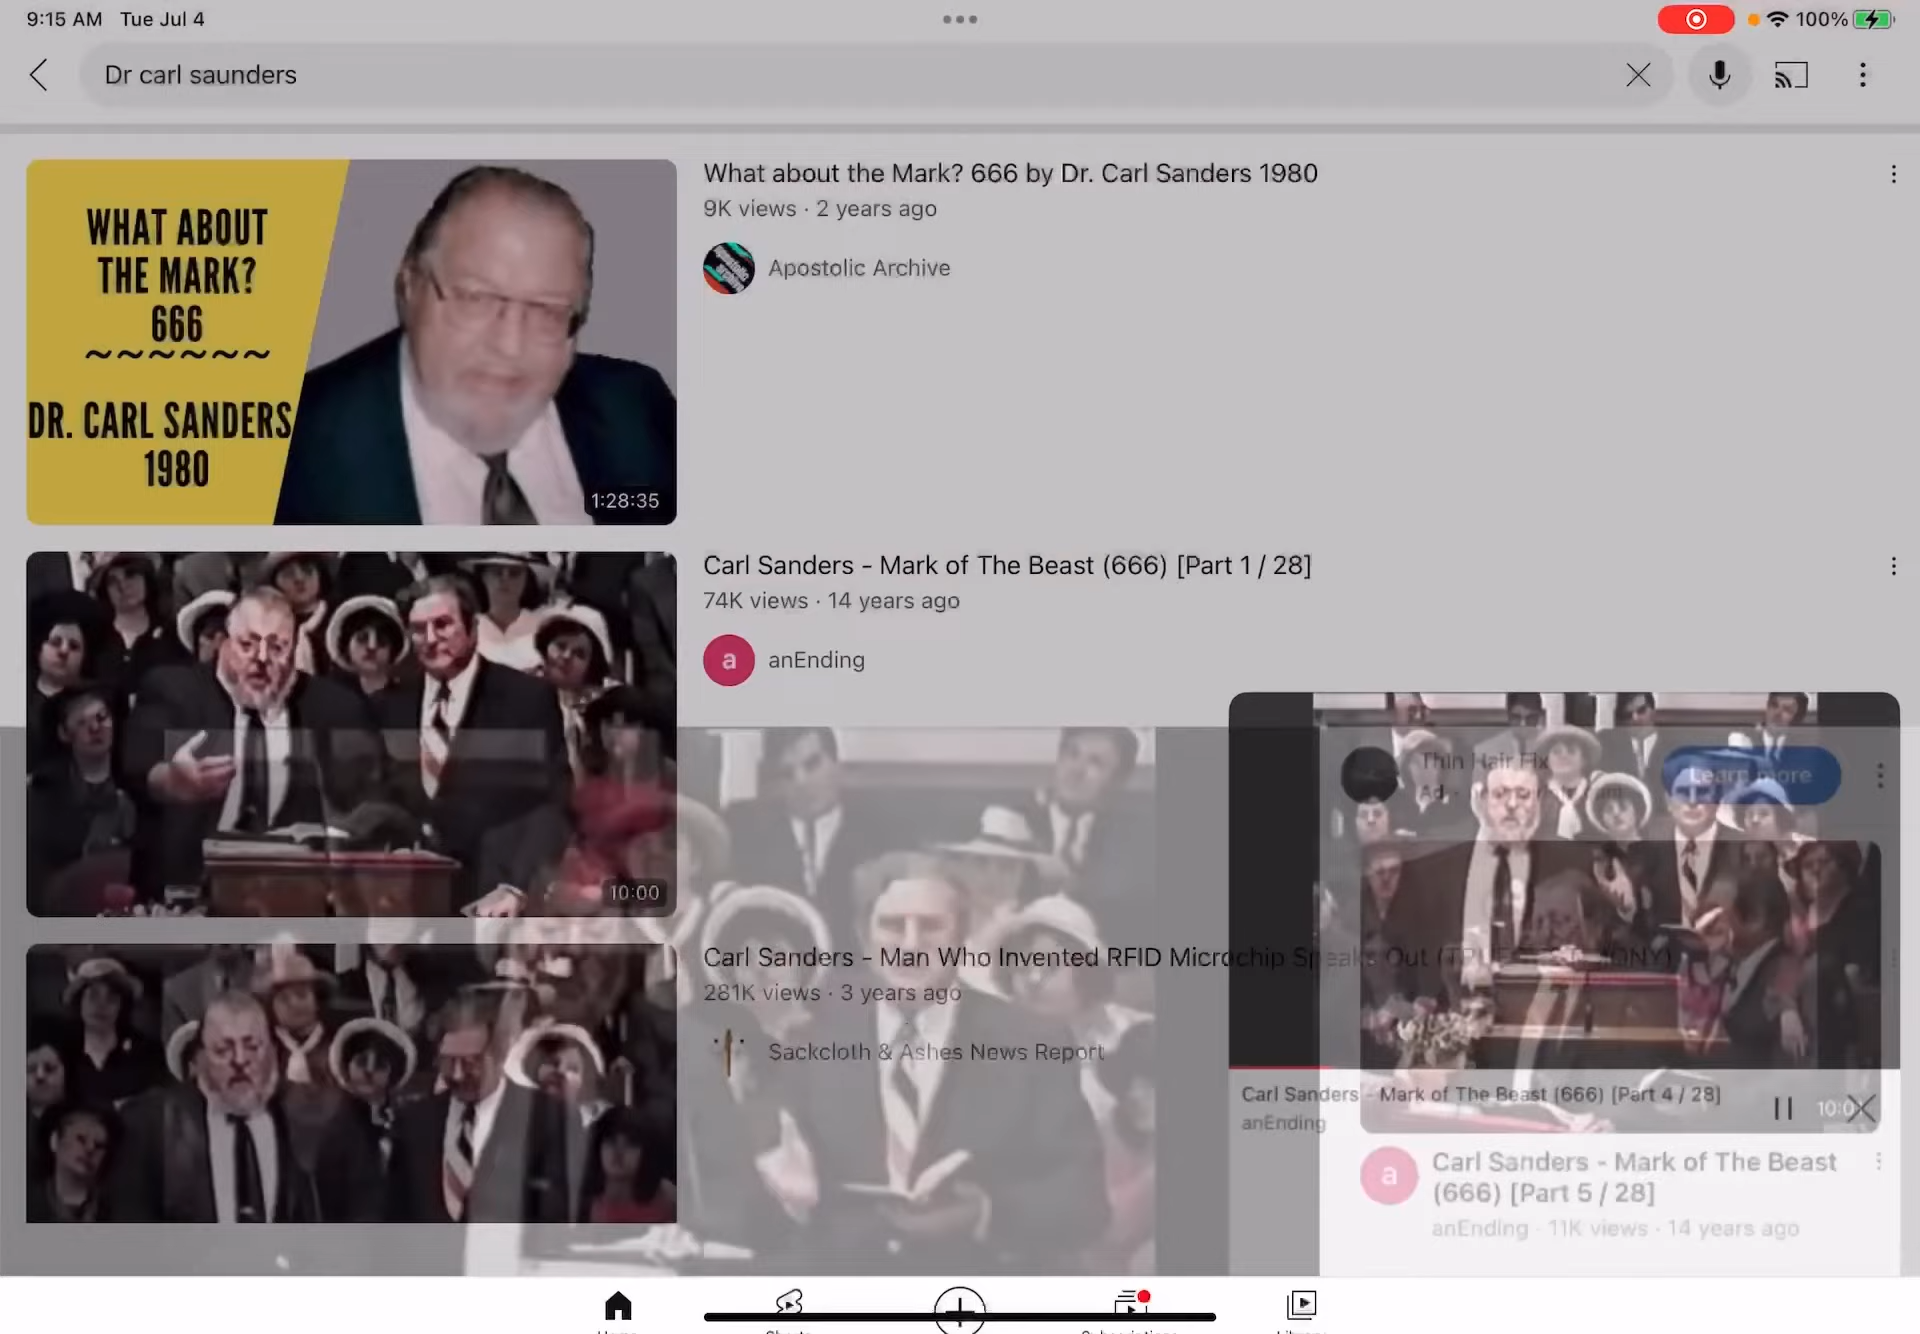 9:15 AM Tue Jul 4
100%
Dr carl saunders
WHAT ABOUT
THE MARK?
666
~~~~~~
DR. CARL SANDERS
1980
1:28:35
What about the Mark? 666 by Dr. Carl Sanders 1980
9K views · 2 years ago
Apostolic Archive
10:00
Carl Sanders - Mark of The Beast (666) [Part 1 / 28]
74K views · 14 years ago
a anEnding
Thin Hair Fix
Ad ·
Learn more
Carl Sanders - Man Who Invented RFID Microchip Speaks Out
281K views · 3 years ago
Sackcloth & Ashes News Report
Carl Sanders - Mark of The Beast (666) [Part 4 / 28]
anEnding
a
Carl Sanders - Mark of The Beast
(666) [Part 5 / 28]
anEnding · 11K views · 14 years ago